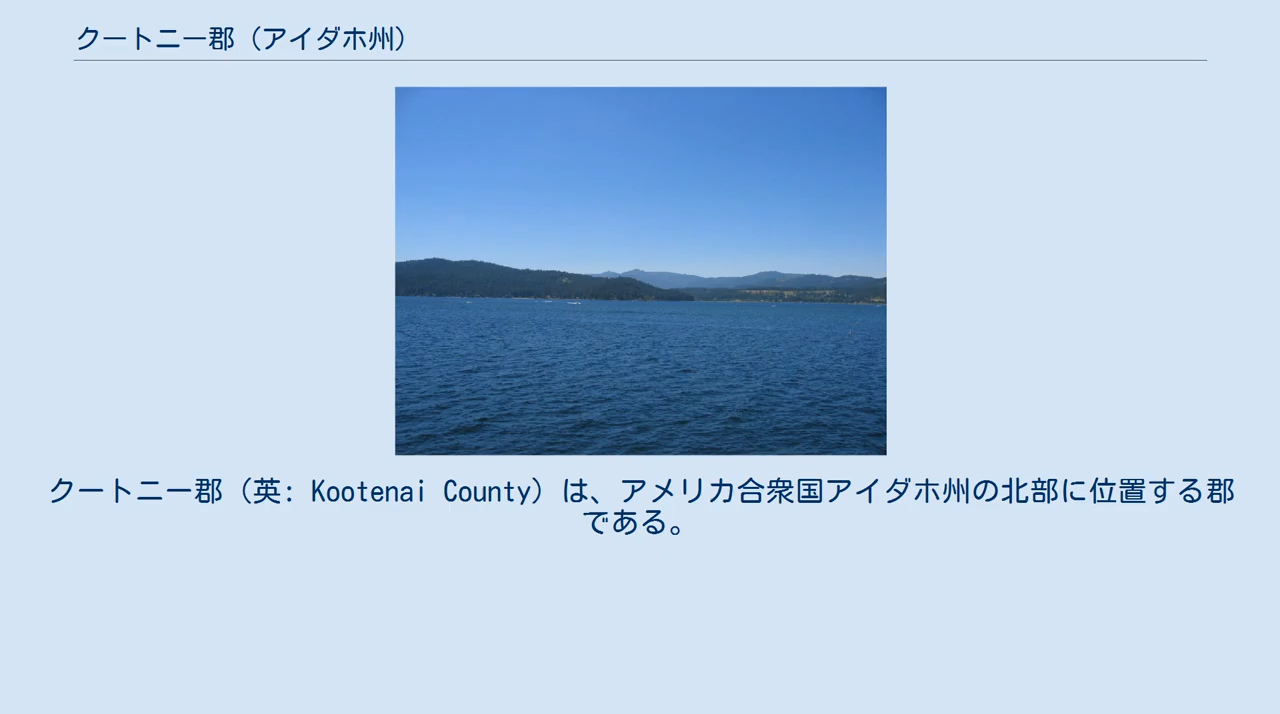 クートニー郡（アイダホ州）
クートニー郡（英: Kootenai County）は、アメリカ合衆国アイダホ州の北部に位置する郡
である。